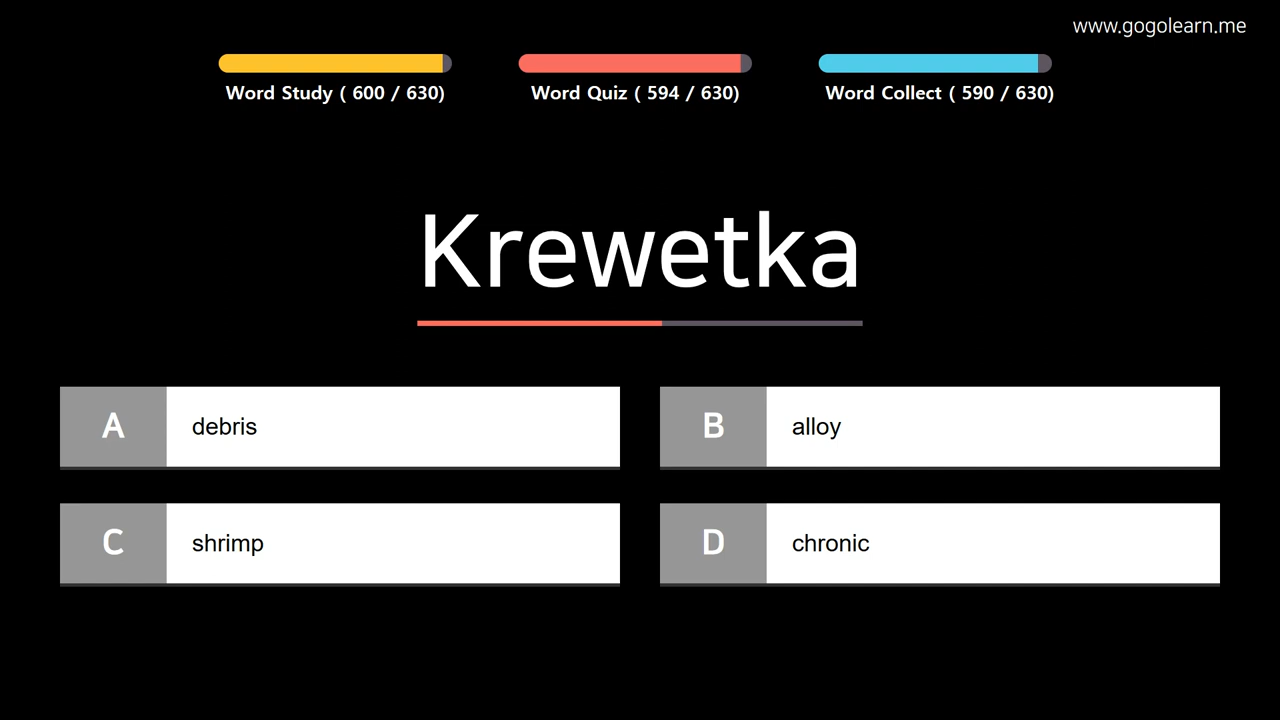 www.gogolearn.me
Word Study ( 600 / 630)
Word Quiz ( 594 / 630)
Word Collect ( 590 / 630)
Krewetka
A debris
B alloy
C shrimp
D chronic